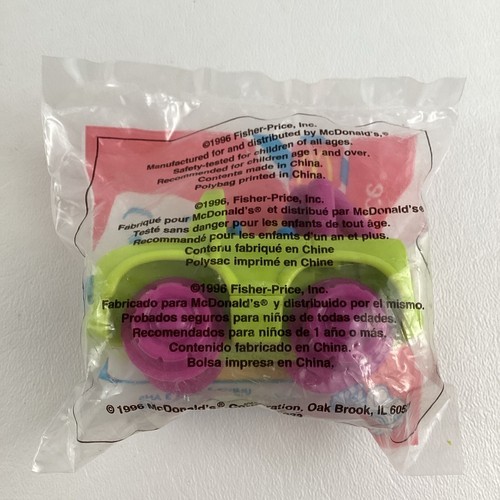 ©1996 Fisher-Price, Inc.
Manufactured for and distributed by McDonald's®
Safety-tested for children of all ages.
Recommended for children age 1 and over.
Contents made in China.
Polybag printed in China.
©1996 Fisher-Price, Inc.
Fabriqué pour McDonald's® et distribué par McDonald's®
Testé sans danger pour les enfants de tout âge.
Recommandé pour les enfants d'un an et plus.
Contenu fabriqué en Chine
Polysac imprimé en Chine
©1996 Fisher-Price, Inc.
Fabricado para McDonald's® y distribuido por el mismo.
Probados seguros para niños de todas edades.
Recomendados para niños de 1 año o más.
Contenido fabricado en China.
Bolsa impresa en China.
©1996 McDonald's Corporation, Oak Brook, IL